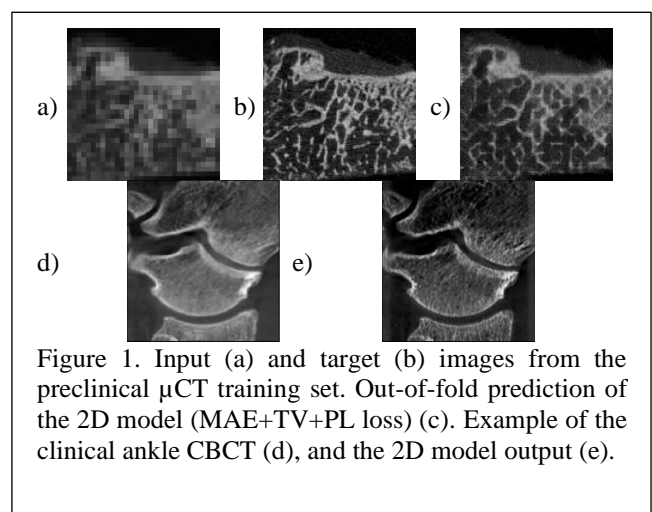 a) b) c)
d) e)
Figure 1. Input (a) and target (b) images from the
preclinical µCT training set. Out-of-fold prediction of
the 2D model (MAE+TV+PL loss) (c). Example of the
clinical ankle CBCT (d), and the 2D model output (e).